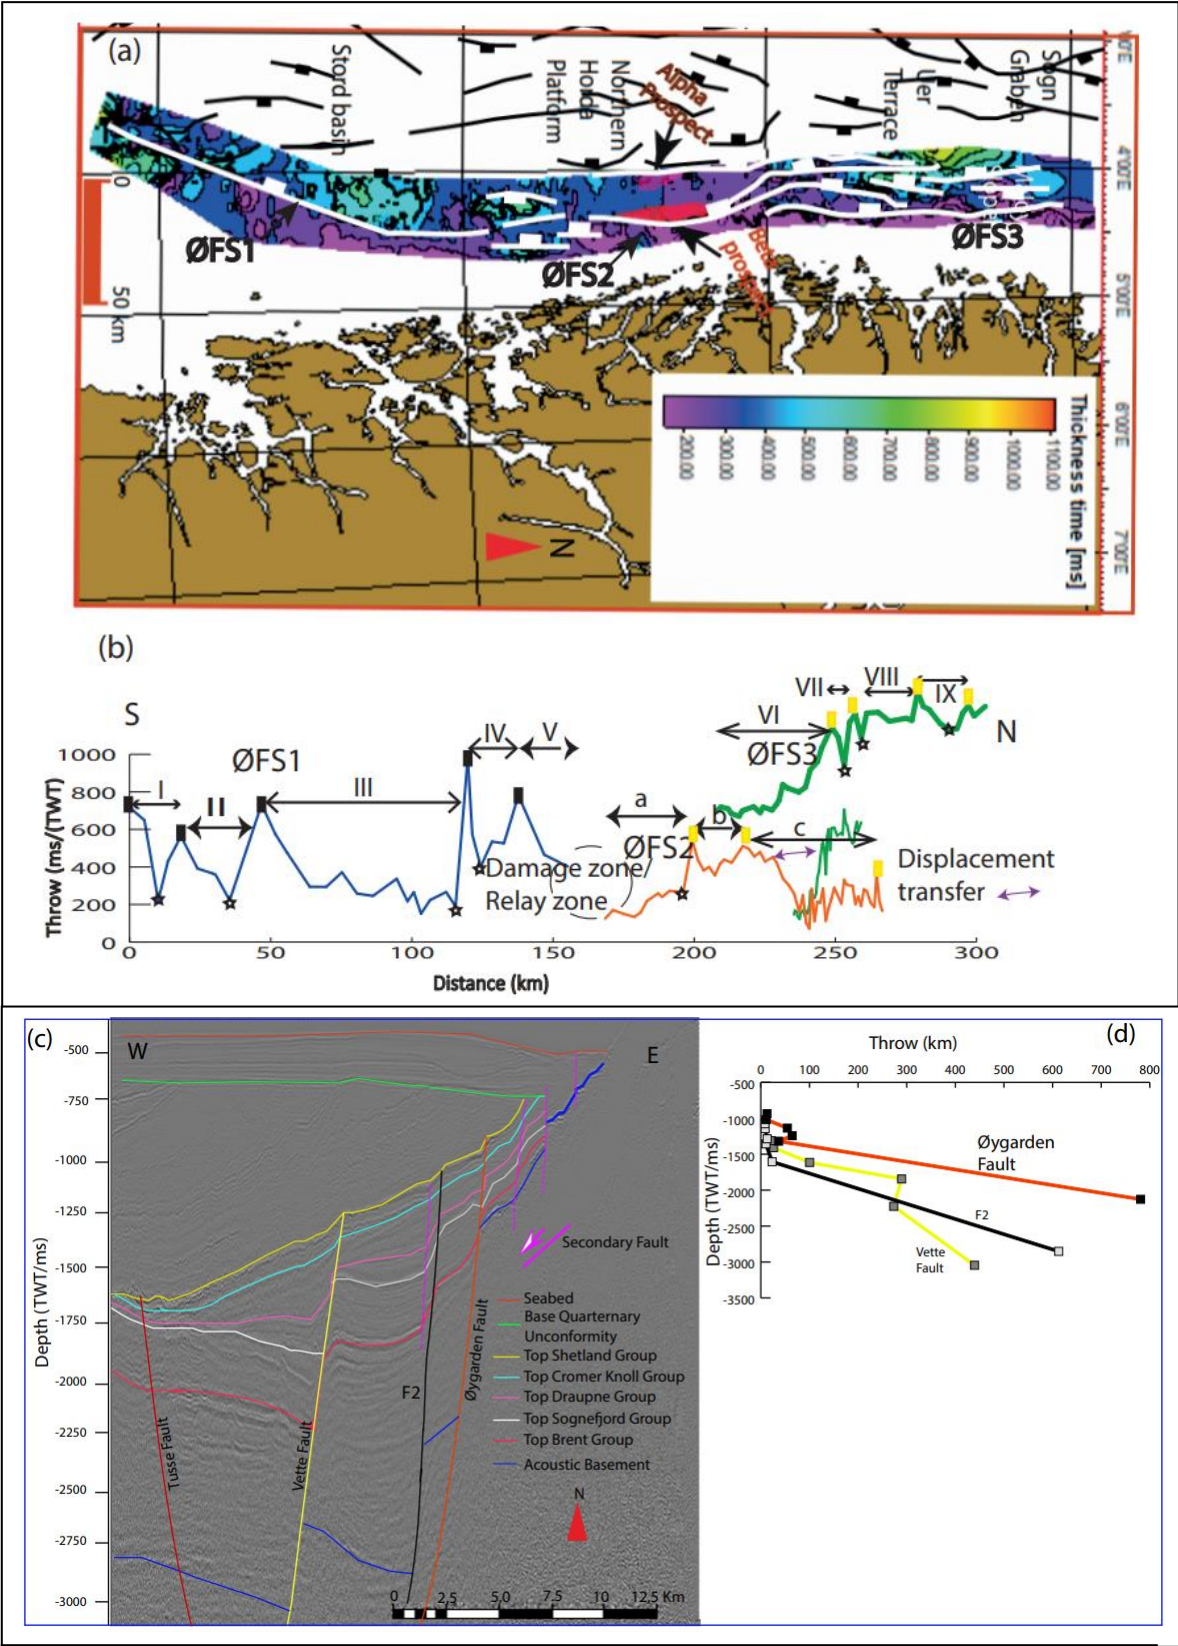 (a)
Stord basin
Northern
Horda
Platform
Alpha
Prospect
Uer
Terrace
Sogn
Graben
4°00'E
5°00'E
6°00'E
7°00'E
0
50 km
ØFS1
ØFS2
ØFS3
Beta
prospect
N
Thickness time [ms]
200.00
300.00
400.00
500.00
600.00
700.00
800.00
900.00
1000.00
1100.00
(b)
S
N
Throw (ms/(TWT)
1000
800
600
400
200
0
0 50 100 150 200 250 300
Distance (km)
ØFS1
I
II
III
IV
V
VI
VII
VIII
IX
ØFS3
a
b
c
ØFS2
Damage zone/
Relay zone
Displacement
transfer
(c)
W
E
Depth (TWT/ms)
-500
-750
-1000
-1250
-1500
-1750
-2000
-2250
-2500
-2750
-3000
Tusse Fault
Vette Fault
F2
Øygarden Fault
Secondary Fault
Seabed
Base Quarternary
Unconformity
Top Shetland Group
Top Cromer Knoll Group
Top Draupne Group
Top Sognefjord Group
Top Brent Group
Acoustic Basement
N
0 2,5 5,0 7,5 10 12,5 Km
(d)
Throw (km)
0 100 200 300 400 500 600 700 800
Depth (TWT/ms)
-500
-1000
-1500
-2000
-2500
-3000
-3500
Øygarden
Fault
F2
Vette
Fault